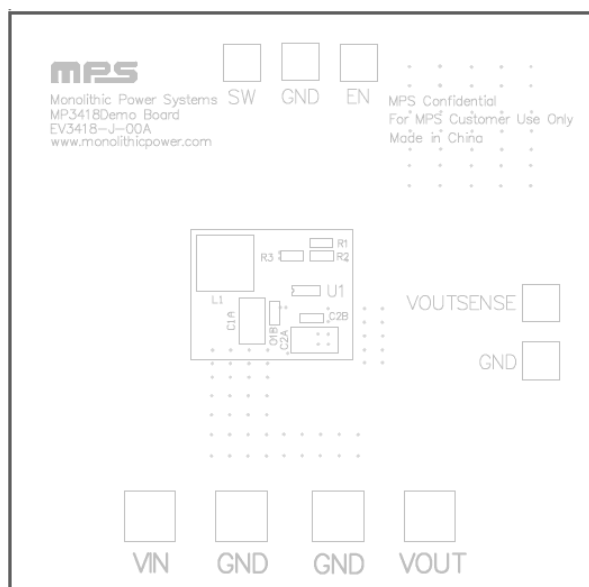 mps
Monolithic Power Systems
MP3418Demo Board
EV3418-J-00A
www.monolithicpower.com
SW GND EN
MPS Confidential
For MPS Customer Use Only
Made in China
R1
R3 R2
L1
U1
C1A
C1B
C2A
C2B
VOUTSENSE
GND
VIN GND GND VOUT